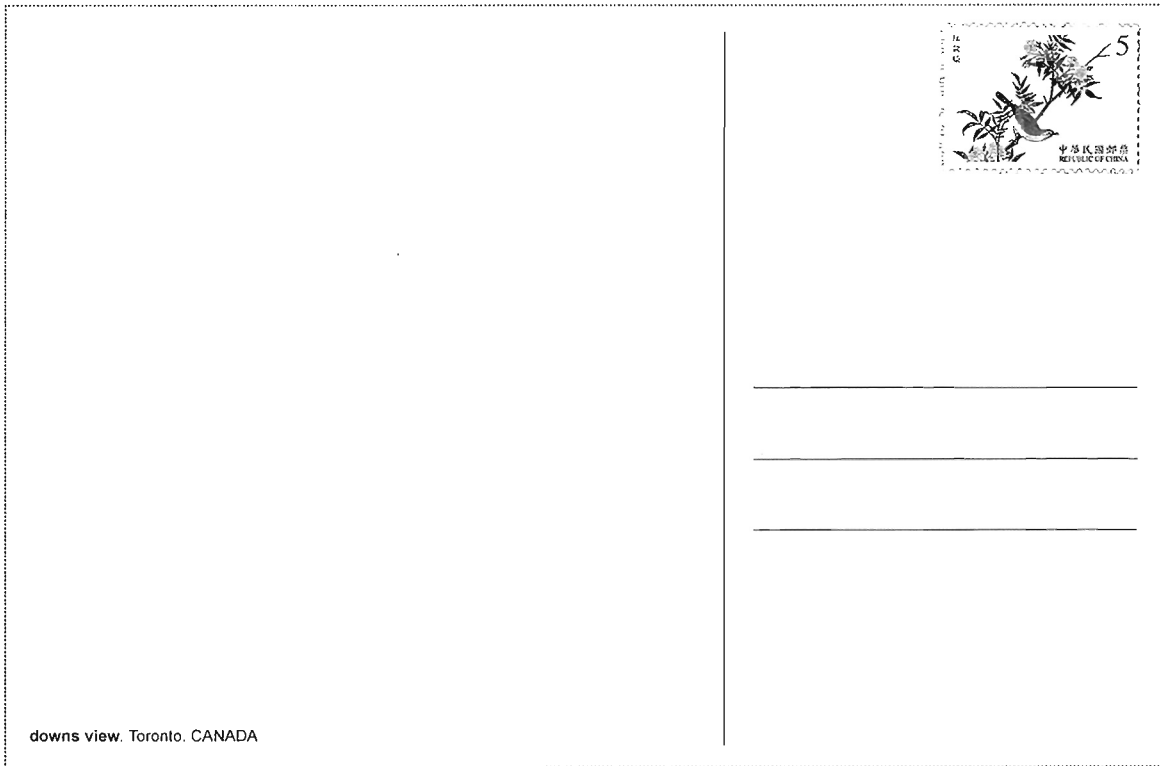 5
中華民國郵票
REPUBLIC OF CHINA
downs view. Toronto. CANADA